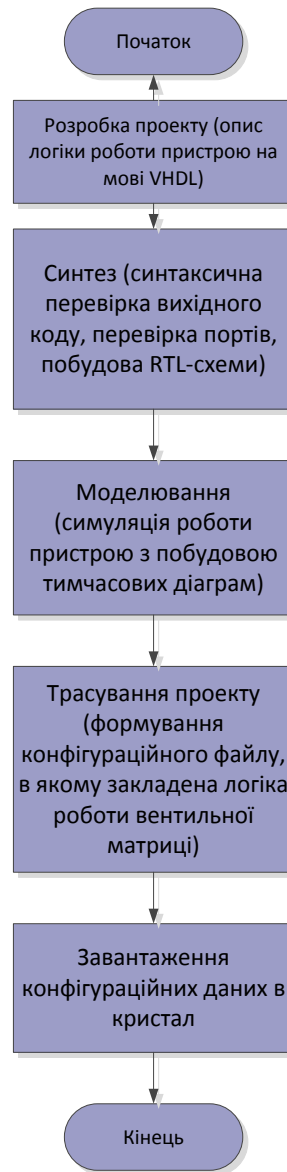 Початок
Розробка проекту (опис
логіки роботи пристрою на
мові VHDL)
Синтез (синтаксична
перевірка вихідного
коду, перевірка портів,
побудова RTL-схеми)
Моделювання
(симуляція роботи
пристрою з побудовою
тимчасових діаграм)
Трасування проекту
(формування
конфігураційного файлу,
в якому закладена логіка
роботи вентильної
матриці)
Завантаження
конфігураційних даних в
кристал
Кінець